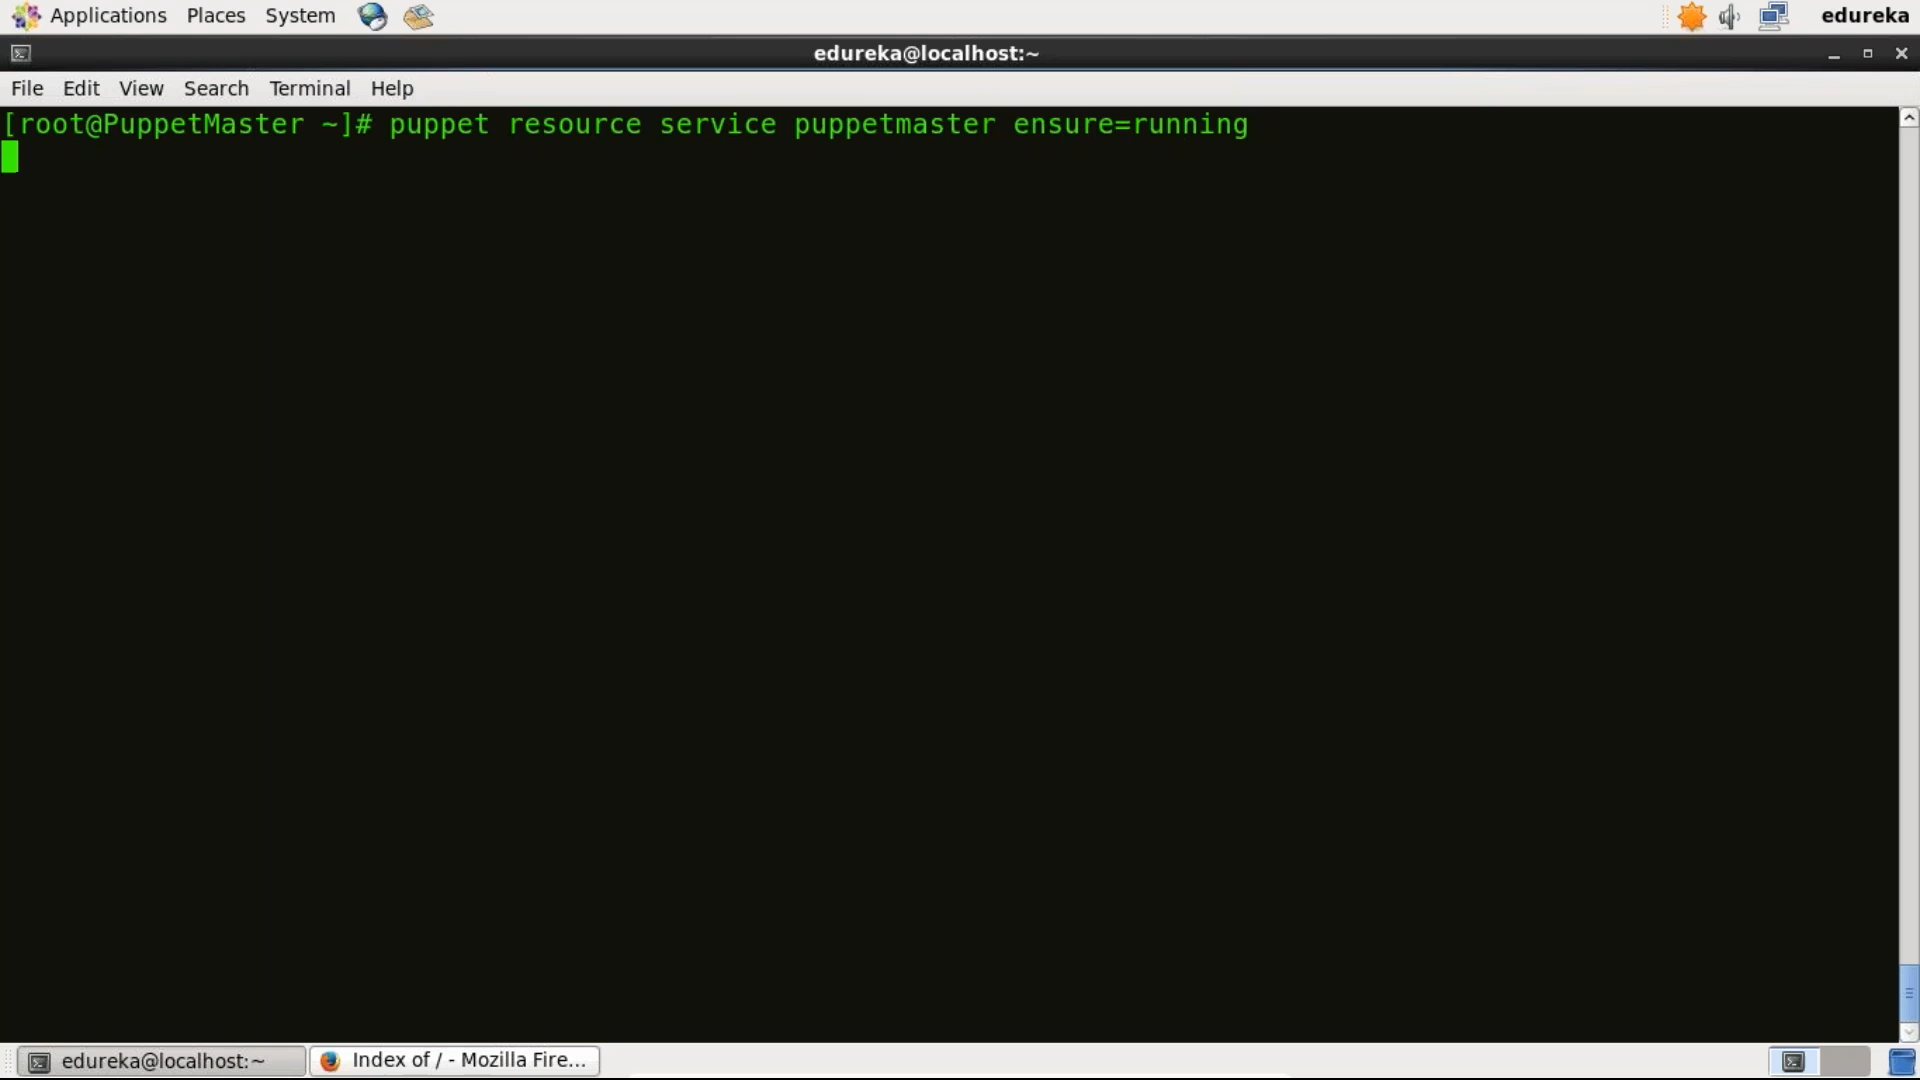 Applications Places System edureka
edureka@localhost:~
File Edit View Search Terminal Help
[root@PuppetMaster ~]# puppet resource service puppetmaster ensure=running
edureka@localhost:~ Index of / - Mozilla Fire...